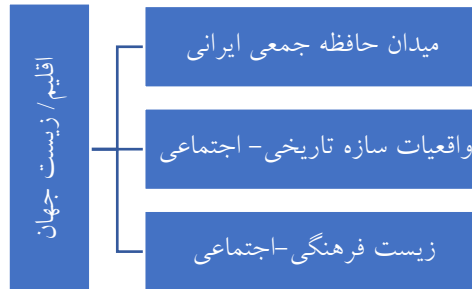 اقلیم/ زیست جهان
میدان حافظه جمعی ایرانی
واقعیات سازه تاریخی- اجتماعی
زیست فرهنگی-اجتماعی